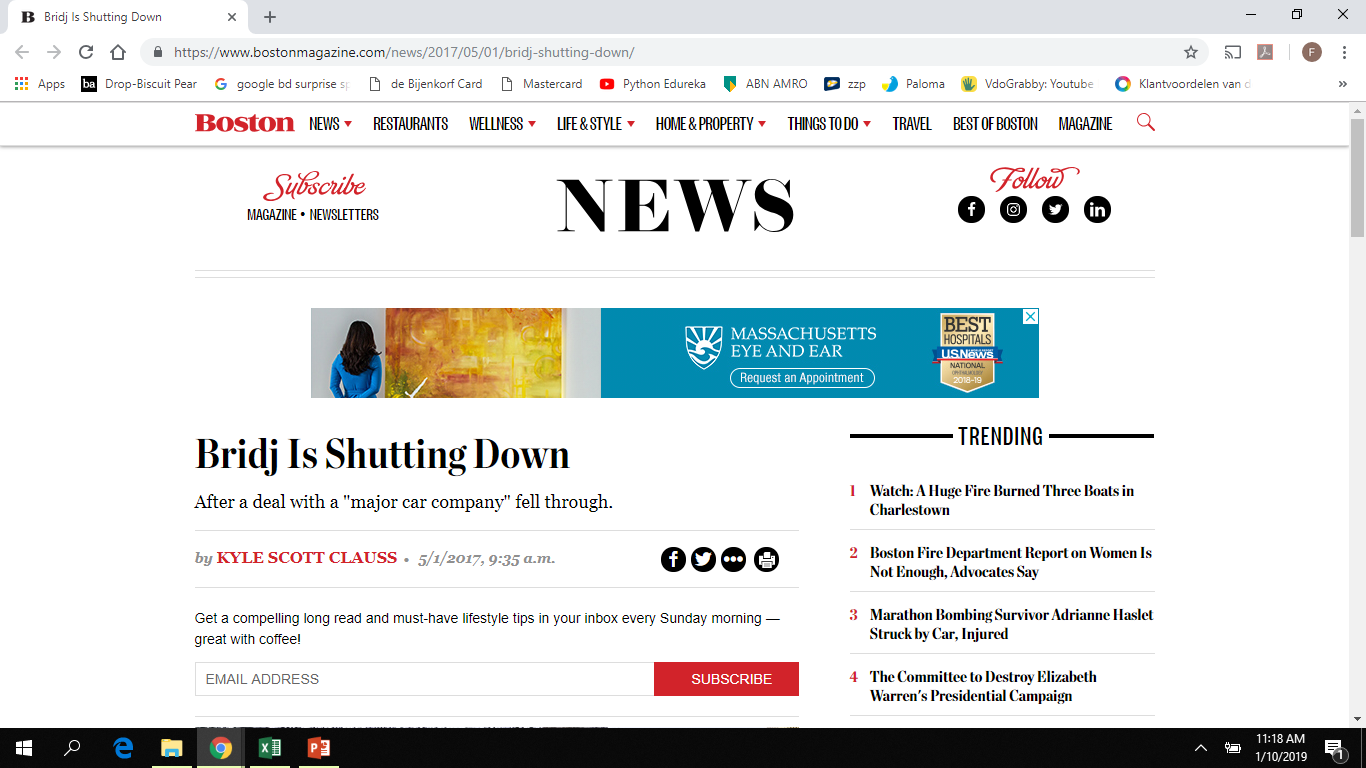 Bridj Is Shutting Down
https://www.bostonmagazine.com/news/2017/05/01/bridj-shutting-down/
F
Apps ba Drop-Biscuit Pear google bd surprise sp de Bijenkorf Card Mastercard Python Edureka ABN AMRO zzp Paloma VdoGrabby: Youtube Klantvoordelen van d »
Boston NEWS RESTAURANTS WELLNESS LIFE & STYLE HOME & PROPERTY THINGS TO DO TRAVEL BEST OF BOSTON MAGAZINE
Subscribe
MAGAZINE • NEWSLETTERS
NEWS
Follow
MASSACHUSETTS
EYE AND EAR
Request an Appointment
BEST
HOSPITALS
U.S.News
NATIONAL
OPHTHALMOLOGY
2018-19
Bridj Is Shutting Down
After a deal with a "major car company" fell through.
by KYLE SCOTT CLAUSS • 5/1/2017, 9:35 a.m.
Get a compelling long read and must-have lifestyle tips in your inbox every Sunday morning —
great with coffee!
EMAIL ADDRESS SUBSCRIBE
TRENDING
1 Watch: A Huge Fire Burned Three Boats in
Charlestown
2 Boston Fire Department Report on Women Is
Not Enough, Advocates Say
3 Marathon Bombing Survivor Adrianne Haslet
Struck by Car, Injured
4 The Committee to Destroy Elizabeth
Warren's Presidential Campaign
11:18 AM
1/10/2019
1